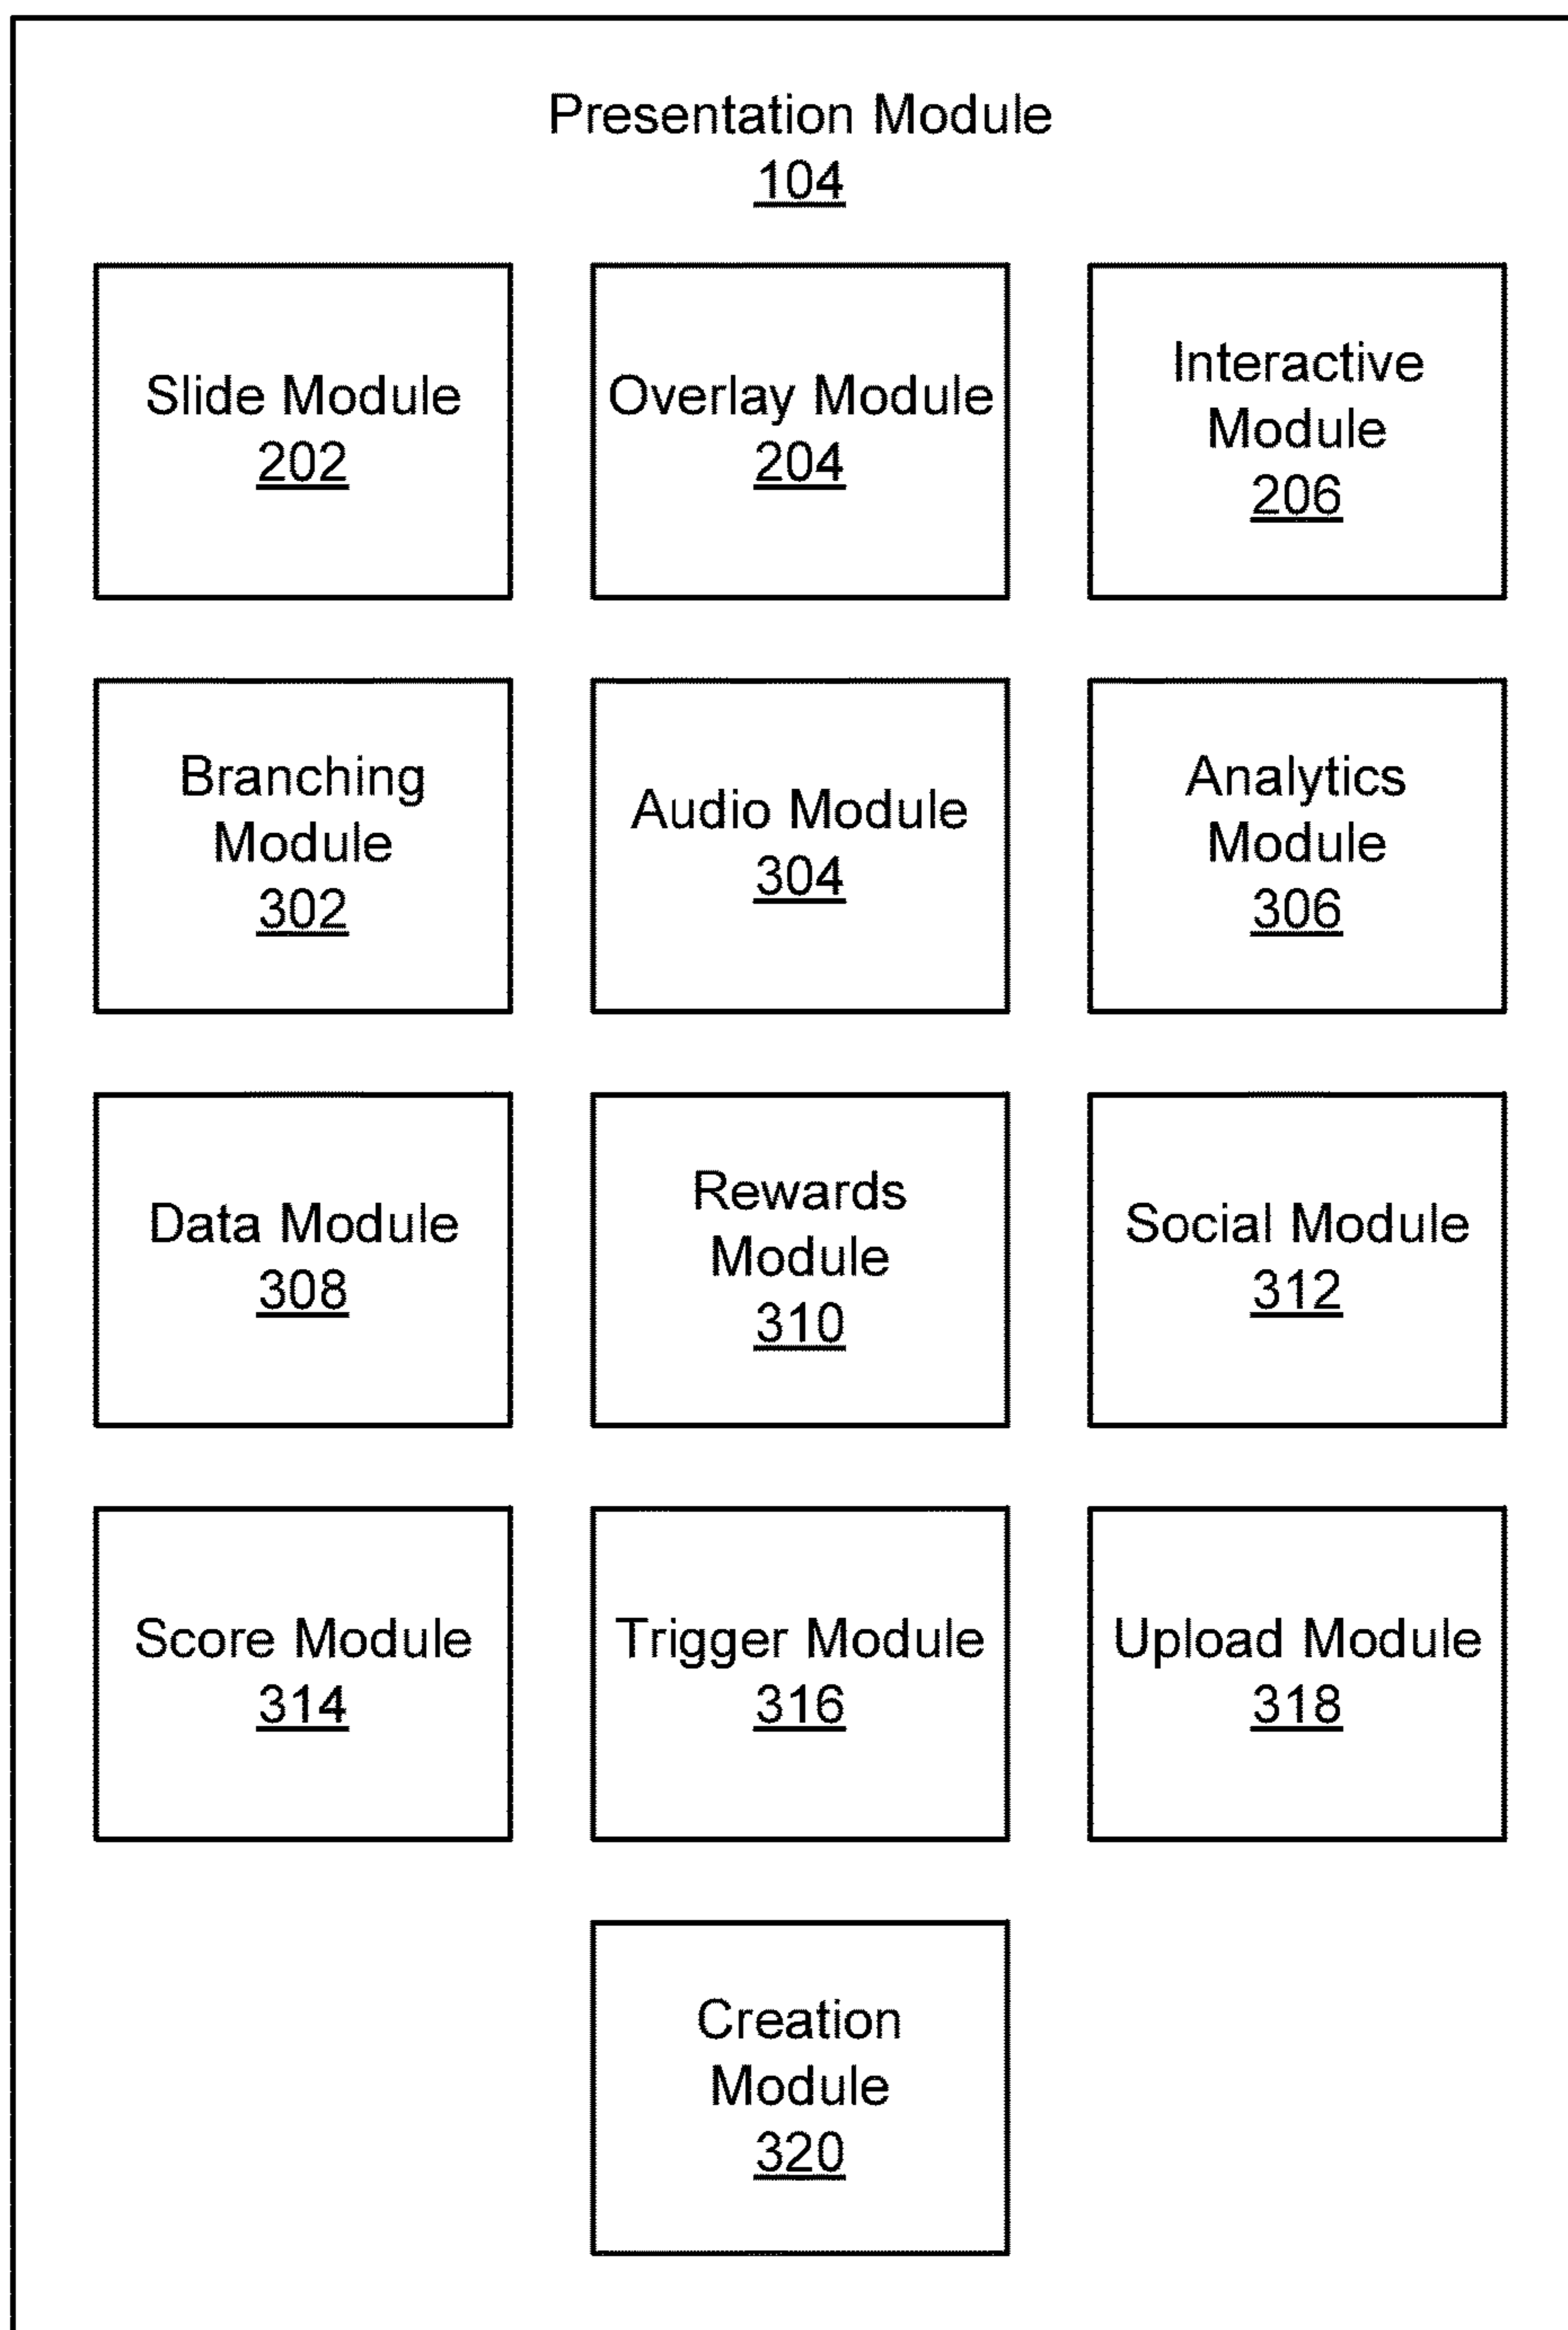 Presentation Module
104
Slide Module
202
Overlay Module
204
Interactive
Module
206
Branching
Module
302
Audio Module
304
Analytics
Module
306
Data Module
308
Rewards
Module
310
Social Module
312
Score Module
314
Trigger Module
316
Upload Module
318
Creation
Module
320